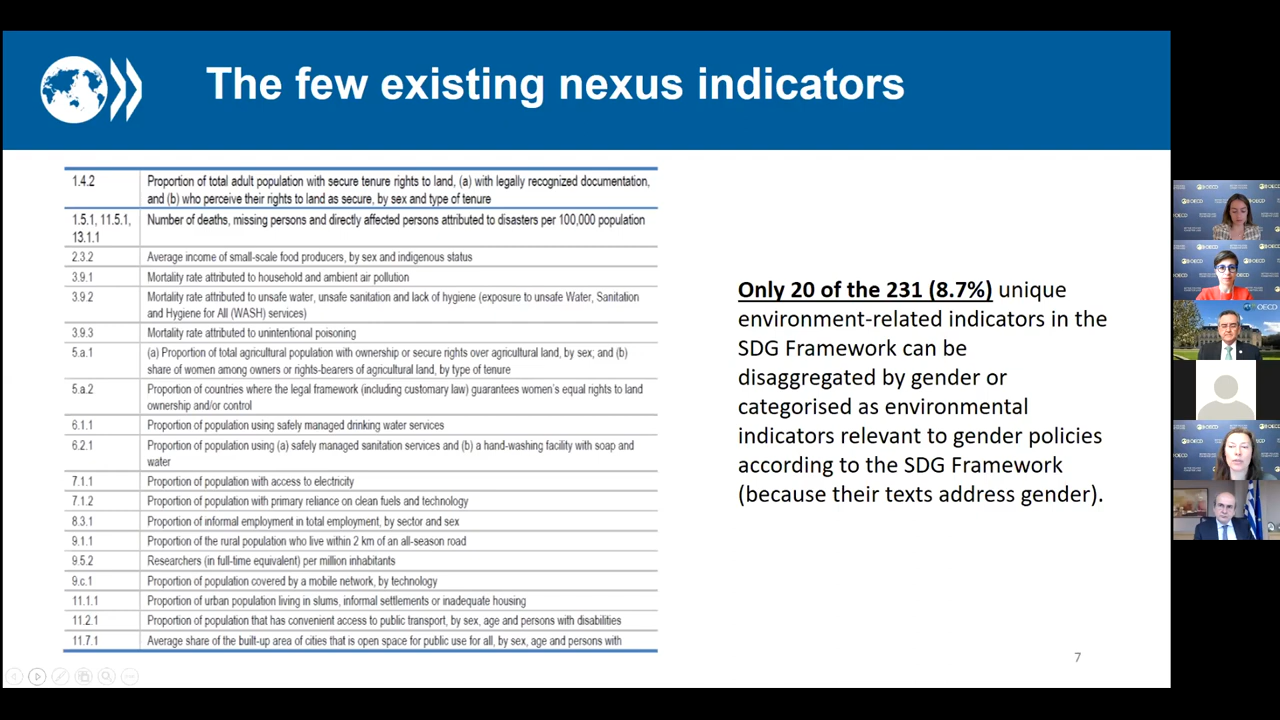 The few existing nexus indicators
1.4.2 Proportion of total adult population with secure tenure rights to land, (a) with legally recognized documentation,
and (b) who perceive their rights to land as secure, by sex and type of tenure
1.5.1, 11.5.1, Number of deaths, missing persons and directly affected persons attributed to disasters per 100,000 population
13.1.1
2.3.2 Average income of small-scale food producers, by sex and indigenous status
3.9.1 Mortality rate attributed to household and ambient air pollution
3.9.2 Mortality rate attributed to unsafe water, unsafe sanitation and lack of hygiene (exposure to unsafe Water, Sanitation
and Hygiene for All (WASH) services)
3.9.3 Mortality rate attributed to unintentional poisoning
5.a.1 (a) Proportion of total agricultural population with ownership or secure rights over agricultural land, by sex; and (b)
share of women among owners or rights-bearers of agricultural land, by type of tenure
5.a.2 Proportion of countries where the legal framework (including customary law) guarantees women's equal rights to land
ownership and/or control
6.1.1 Proportion of population using safely managed drinking water services
6.2.1 Proportion of population using (a) safely managed sanitation services and (b) a hand-washing facility with soap and
water
7.1.1 Proportion of population with access to electricity
7.1.2 Proportion of population with primary reliance on clean fuels and technology
8.3.1 Proportion of informal employment in total employment, by sector and sex
9.1.1 Proportion of the rural population who live within 2 km of an all-season road
9.5.2 Researchers (in full-time equivalent) per million inhabitants
9.c.1 Proportion of population covered by a mobile network, by technology
11.1.1 Proportion of urban population living in slums, informal settlements or inadequate housing
11.2.1 Proportion of population that has convenient access to public transport, by sex, age and persons with disabilities
11.7.1 Average share of the built-up area of cities that is open space for public use for all, by sex, age and persons with
Only 20 of the 231 (8.7%) unique
environment-related indicators in the
SDG Framework can be
disaggregated by gender or
categorised as environmental
indicators relevant to gender policies
according to the SDG Framework
(because their texts address gender).
7
OECD